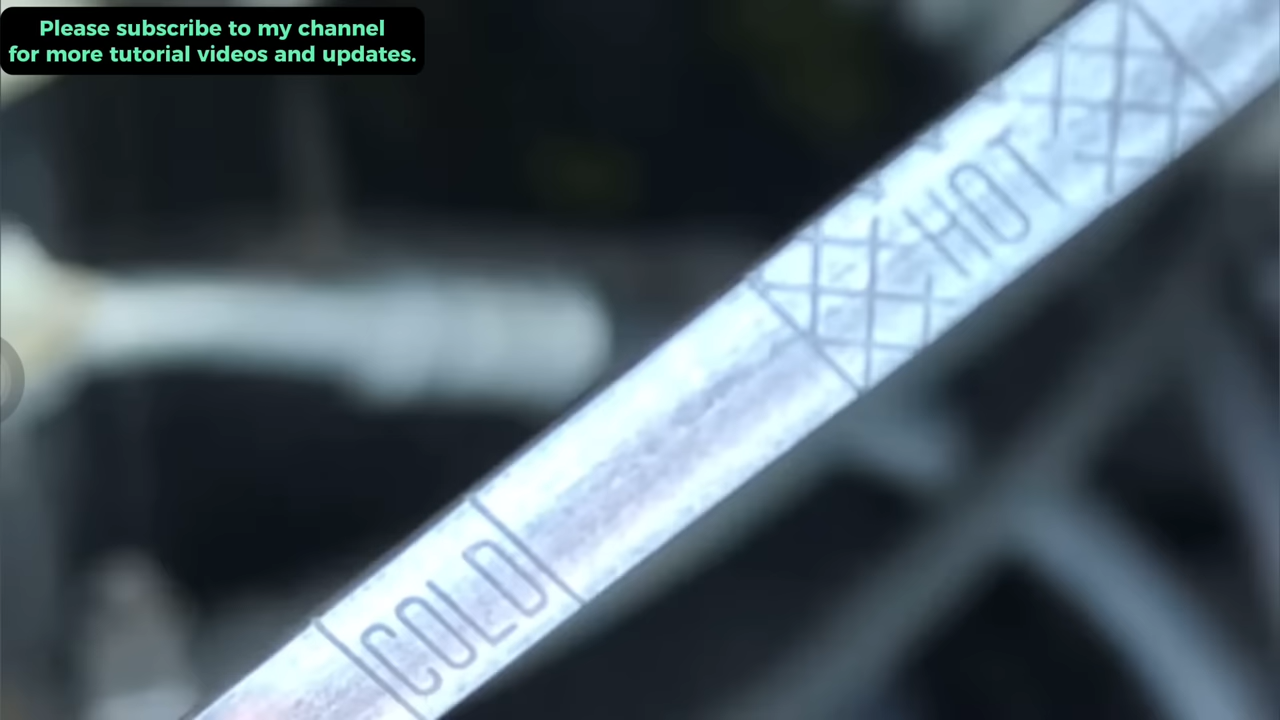 Please subscribe to my channel
for more tutorial videos and updates.
HOT
COLD